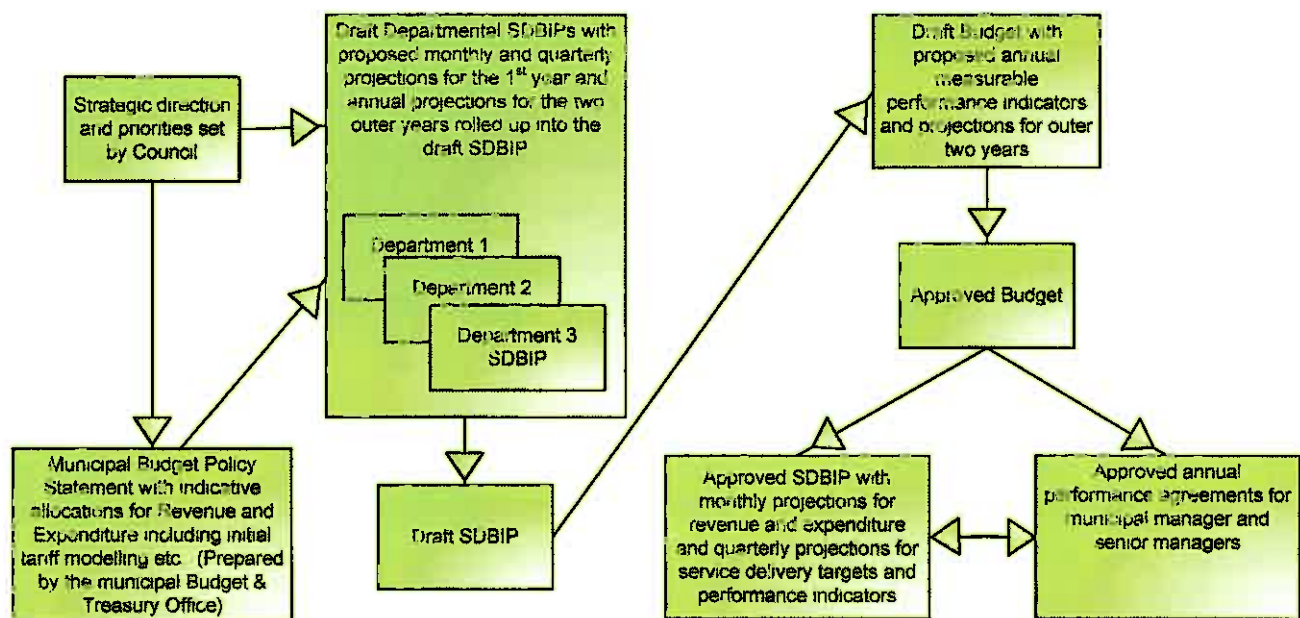 Strategic direction
and priorities set
by Council
Municipal Budget Policy
Statement with indicative
allocations for Revenue and
Expenditure including initial
tariff modelling etc (Prepared
by the municipal Budget &
Treasury Office)
Draft Departmental SDBIPs with
proposed monthly and quarterly
projections for the 1st year and
annual projections for the two
outer years rolled up into the
draft SDBIP
Department 1
Department 2
Department 3
SDBIP
Draft SDBIP
Draft Budget with
proposed annual
measurable
performance indicators
and projections for outer
two years
Approved Budget
Approved SDBIP with
monthly projections for
revenue and expenditure
and quarterly projections for
service delivery targets and
performance indicators
Approved annual
performance agreements for
municipal manager and
senior managers